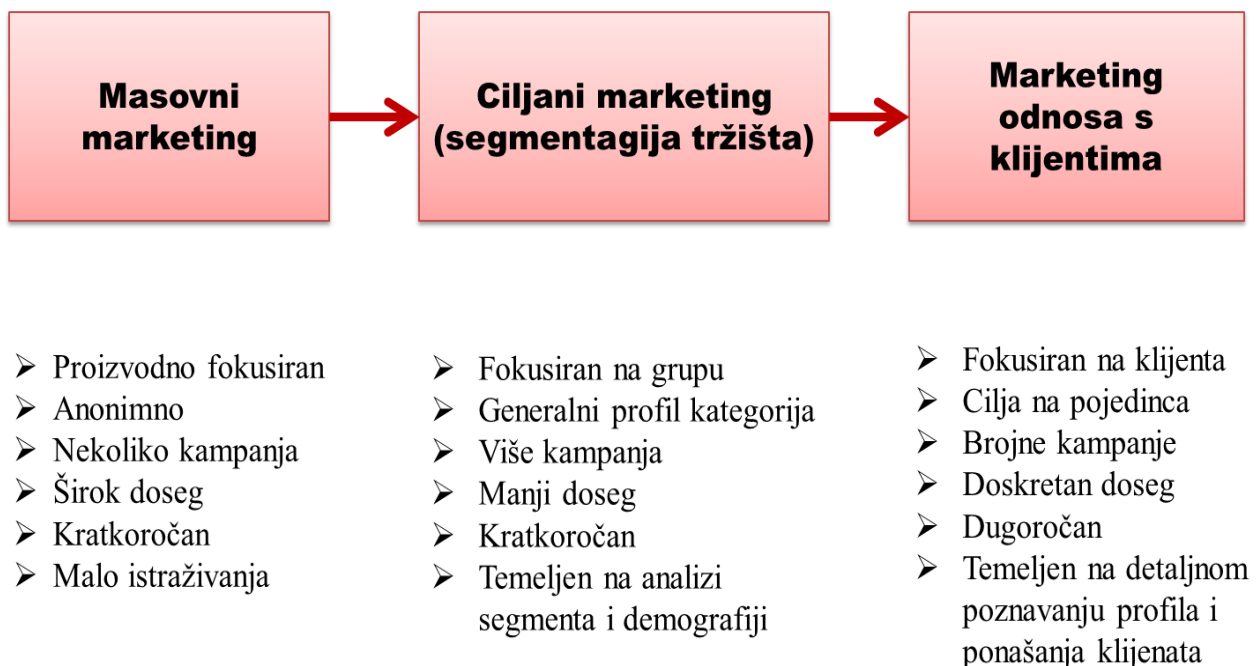 Masovni
marketing
Ciljani marketing
(segmentagija tržišta)
Marketing
odnosa s
klijentima
➢ Proizvodno fokusiran
➢ Anonimno
➢ Nekoliko kampanja
➢ Širok doseg
➢ Kratkoročan
➢ Malo istraživanja
➢ Fokusiran na grupu
➢ Generalni profil kategorija
➢ Više kampanja
➢ Manji doseg
➢ Kratkoročan
➢ Temeljen na analizi
segmenta i demografiji
➢ Fokusiran na klijenta
➢ Cilja na pojedinca
➢ Brojne kampanje
➢ Doskretan doseg
➢ Dugoročan
➢ Temeljen na detaljnom
poznavanju profila i
ponašanja klijenata